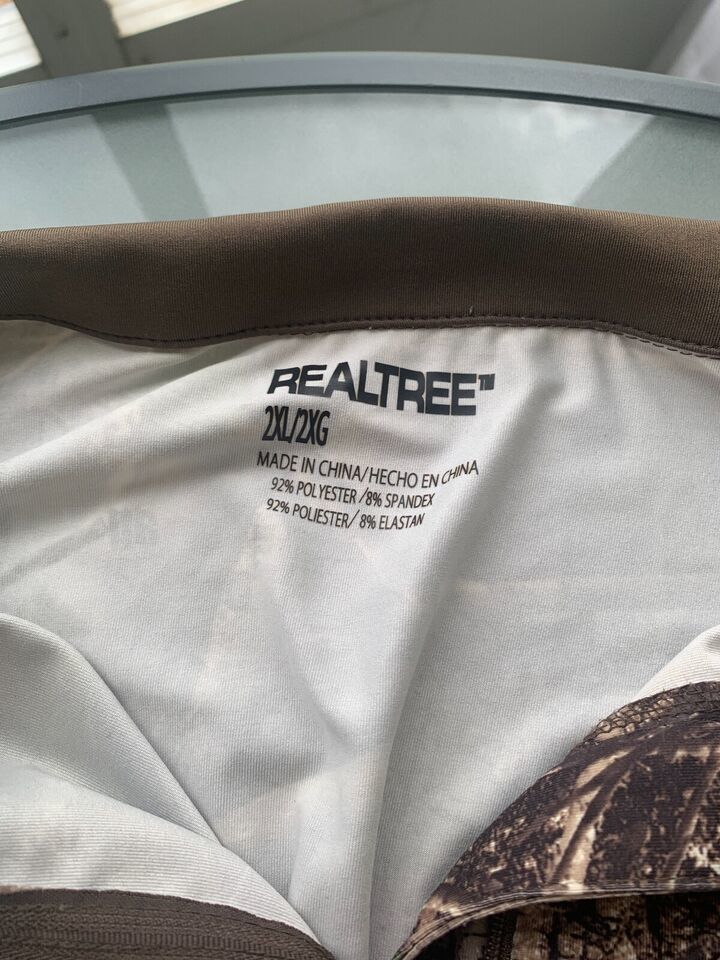 REALTREE™
2XL/2XG
MADE IN CHINA/HECHO EN CHINA
92% POLYESTER/8% SPANDEX
92% POLIESTER/8% ELASTAN